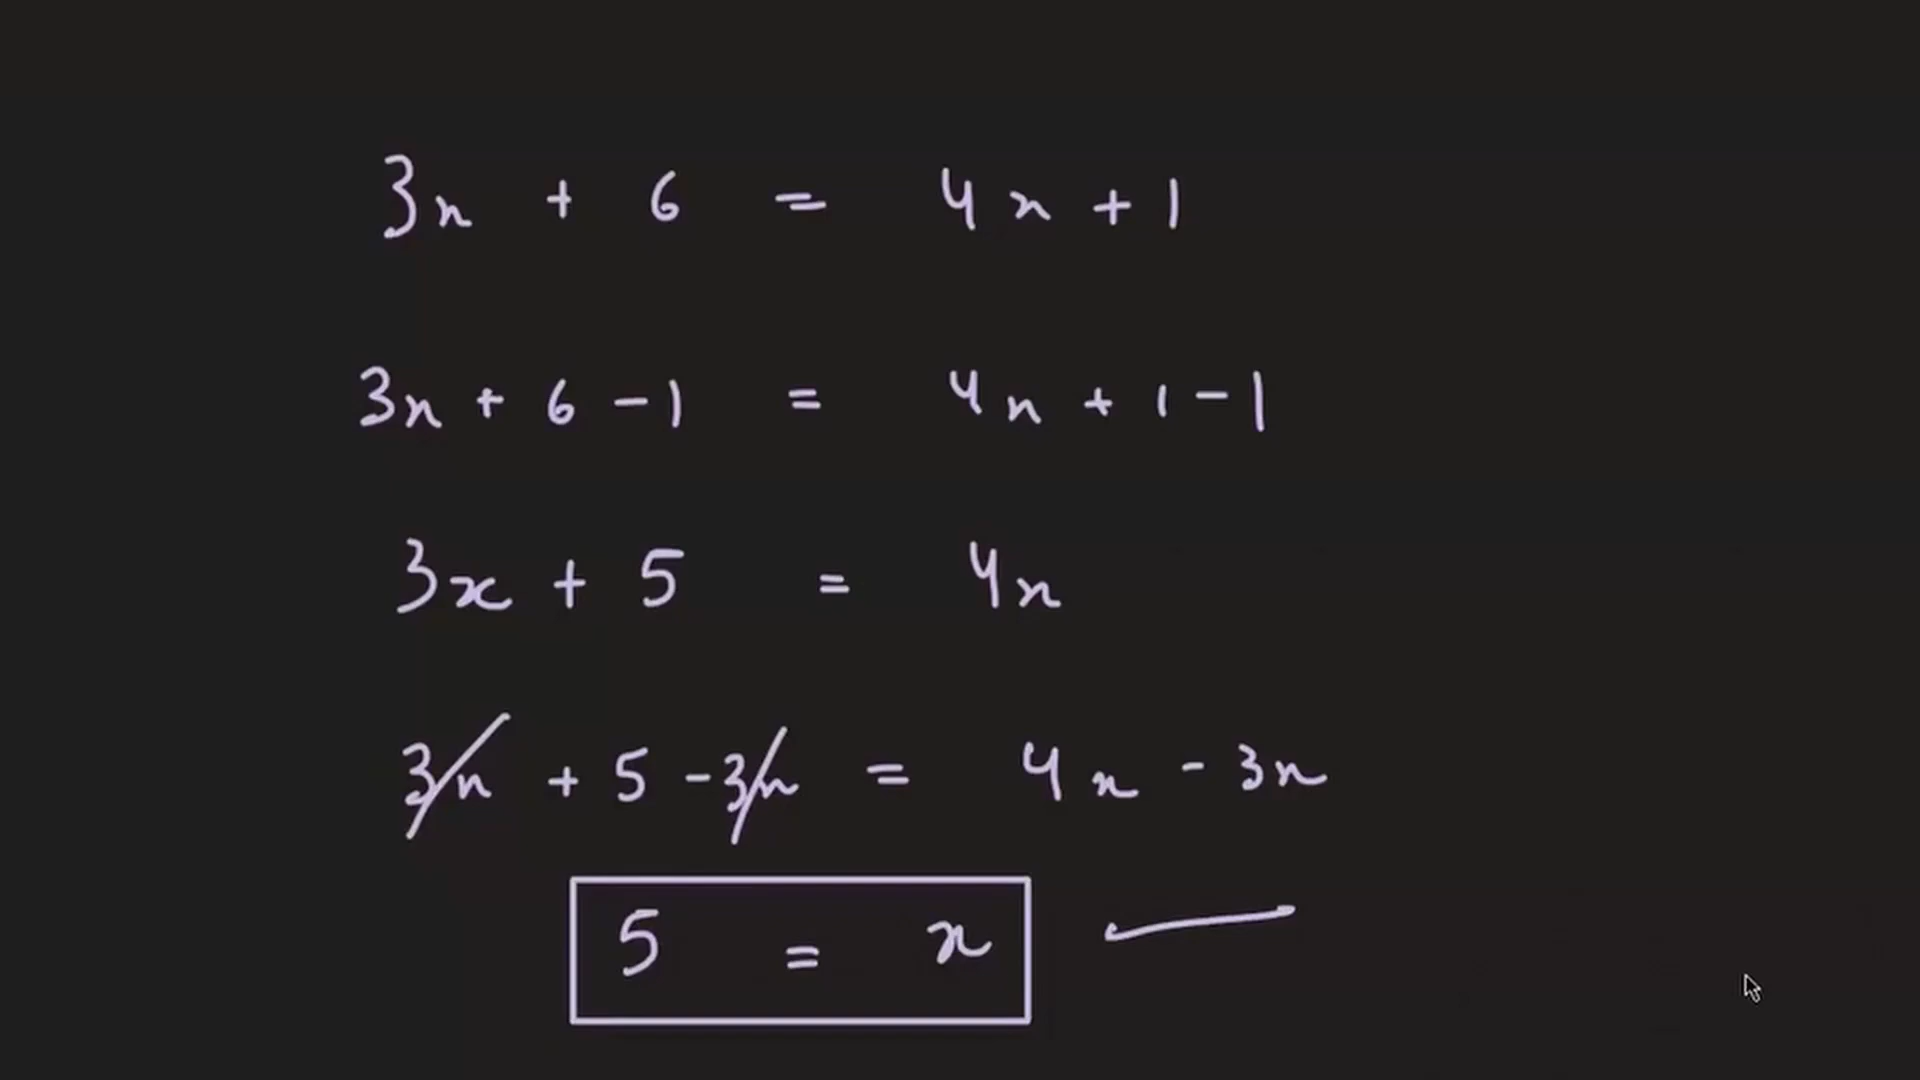 3x + 6 = 4x + 1
3x + 6 - 1 = 4x + 1 - 1
3x + 5 = 4x
3x + 5 - 3x = 4x - 3x
5 = x